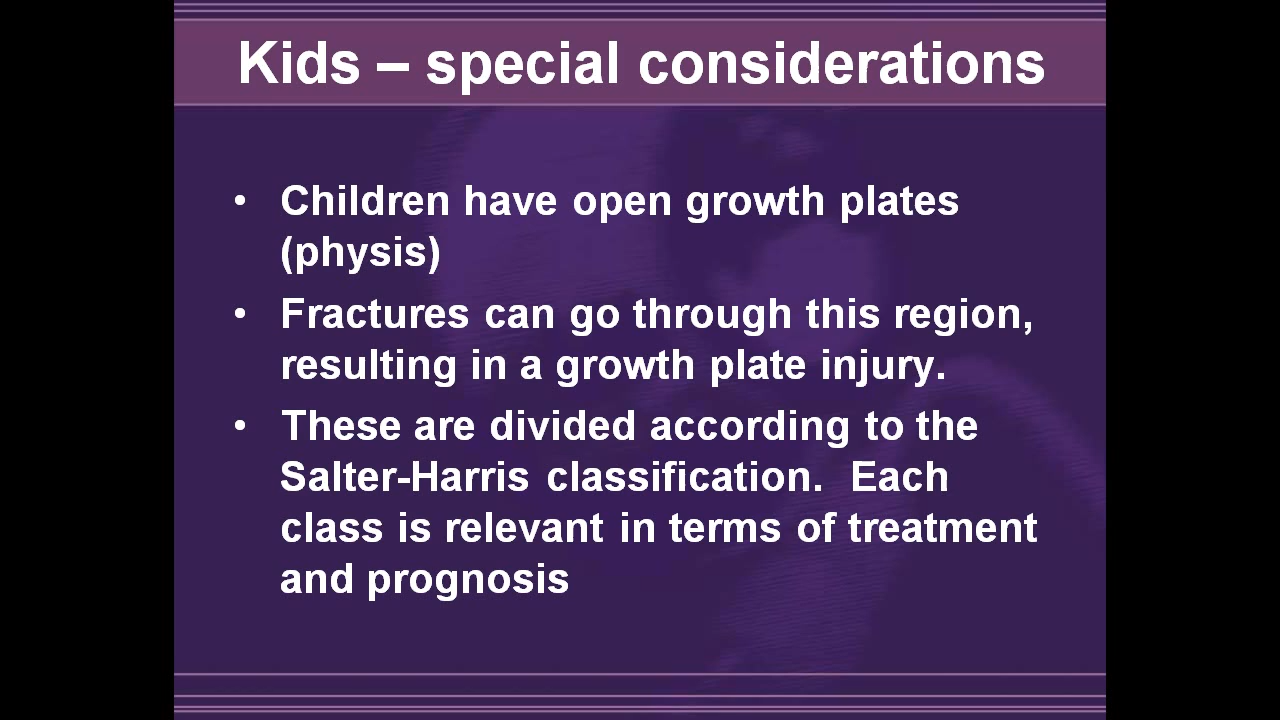 Kids – special considerations
• Children have open growth plates
(physis)
• Fractures can go through this region,
resulting in a growth plate injury.
• These are divided according to the
Salter-Harris classification.  Each
class is relevant in terms of treatment
and prognosis